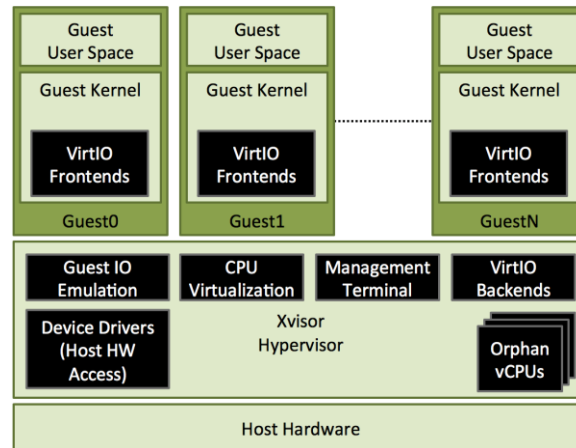 Guest
User Space
Guest Kernel
VirtIO
Frontends
Guest0
Guest
User Space
Guest Kernel
VirtIO
Frontends
Guest1
Guest
User Space
Guest Kernel
VirtIO
Frontends
GuestN
Guest IO
Emulation
CPU
Virtualization
Management
Terminal
VirtIO
Backends
Device Drivers
(Host HW
Access)
Xvisor
Hypervisor
Orphan
vCPUs
Host Hardware